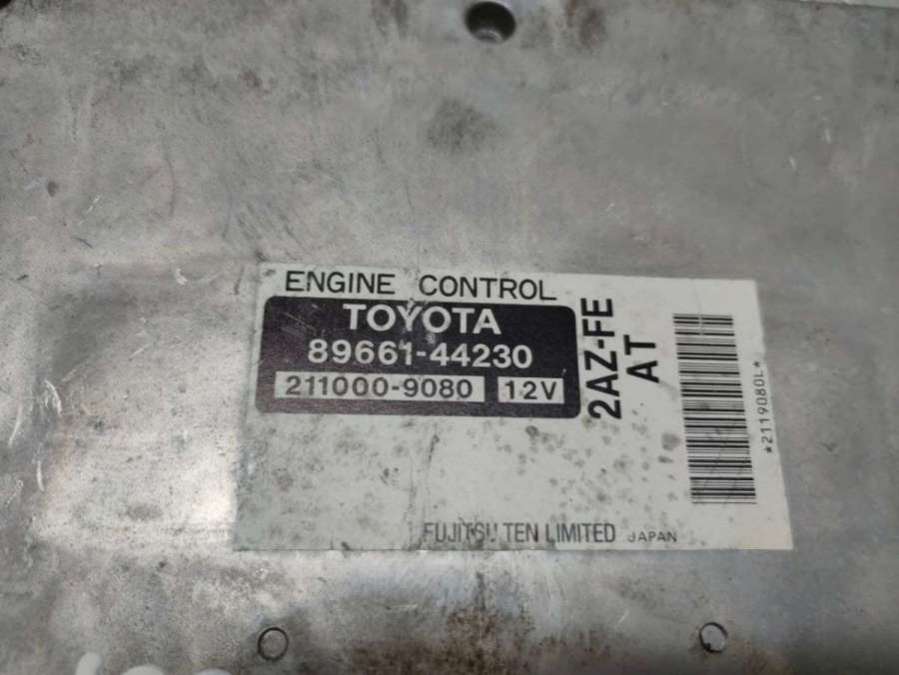 ENGINE CONTROL
TOYOTA
89661-44230
211000-9080 12V
2AZ-FE
AT
*2119080L*
FUJITSU TEN LIMITED JAPAN